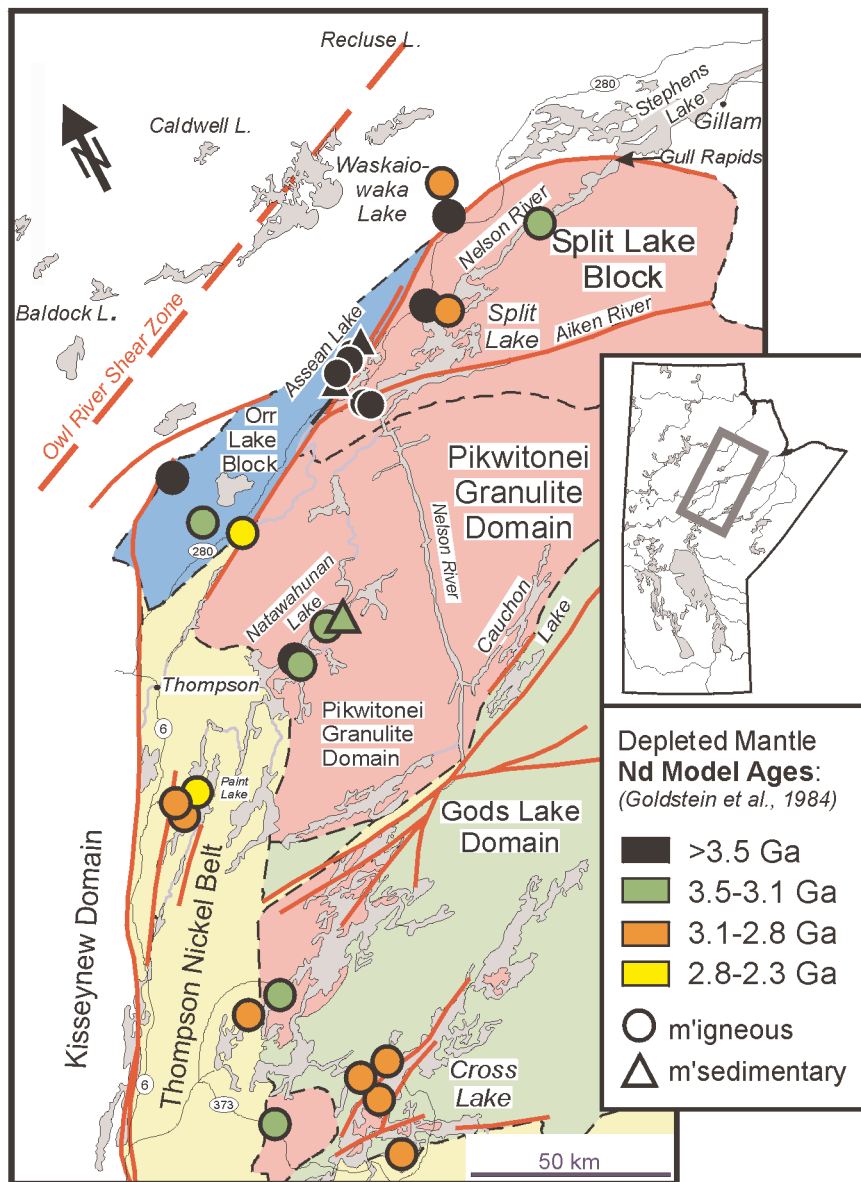 Recluse L.
280
Stephens
Lake
Gillam
Caldwell L.
N
Waskaio-
waka
Lake
Gull Rapids
Nelson River
Split Lake
Block
Baldock L.
Owl River Shear Zone
Assean Lake
Split
Lake
Aiken River
Orr
Lake
Block
Pikwitonei
Granulite
Domain
Nelson River
280
Natawahunan
Lake
Cauchon
Lake
Thompson
6
Pikwitonei
Granulite
Domain
Paint
Lake
Gods Lake
Domain
Kisseynew Domain
Thompson Nickel Belt
6
373
Cross
Lake
50 km
Depleted Mantle
Nd Model Ages:
(Goldstein et al., 1984)
>3.5 Ga
3.5-3.1 Ga
3.1-2.8 Ga
2.8-2.3 Ga
m'igneous
m'sedimentary